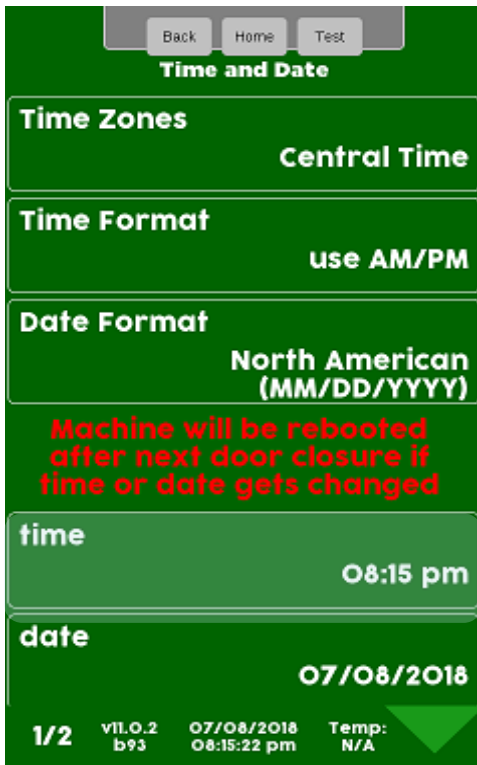 Back Home Test
Time and Date
Time Zones
Central Time
Time Format
use AM/PM
Date Format
North American
(MM/DD/YYYY)
Machine will be rebooted
after next door closure if
time or date gets changed
time
08:15 pm
date
07/08/2018
1/2 v11.0.2 07/08/2018 Temp:
b93 08:15:22 pm N/A